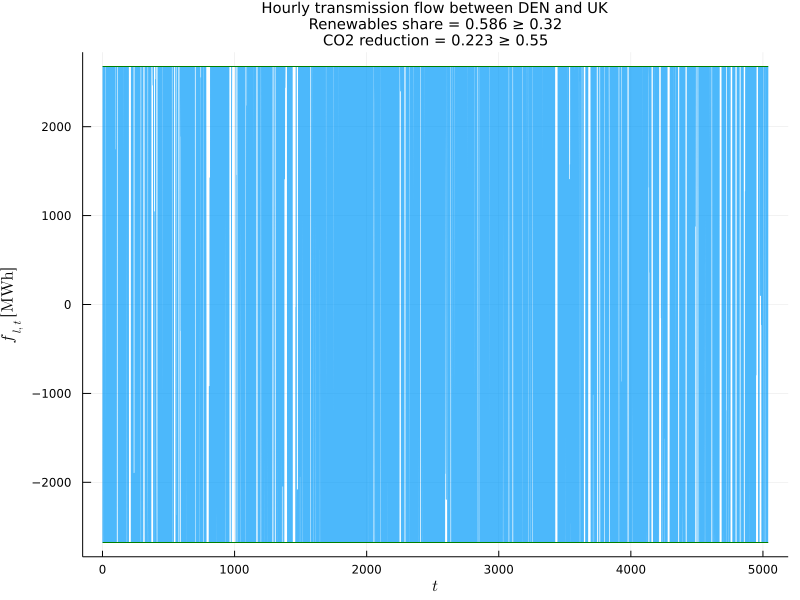 Hourly transmission flow between DEN and UK
Renewables share = 0.586 ≥ 0.32
CO2 reduction = 0.223 ≥ 0.55
2000
1000
0
−1000
−2000
f_{l,t} [MWh]
0 1000 2000 3000 4000 5000
t